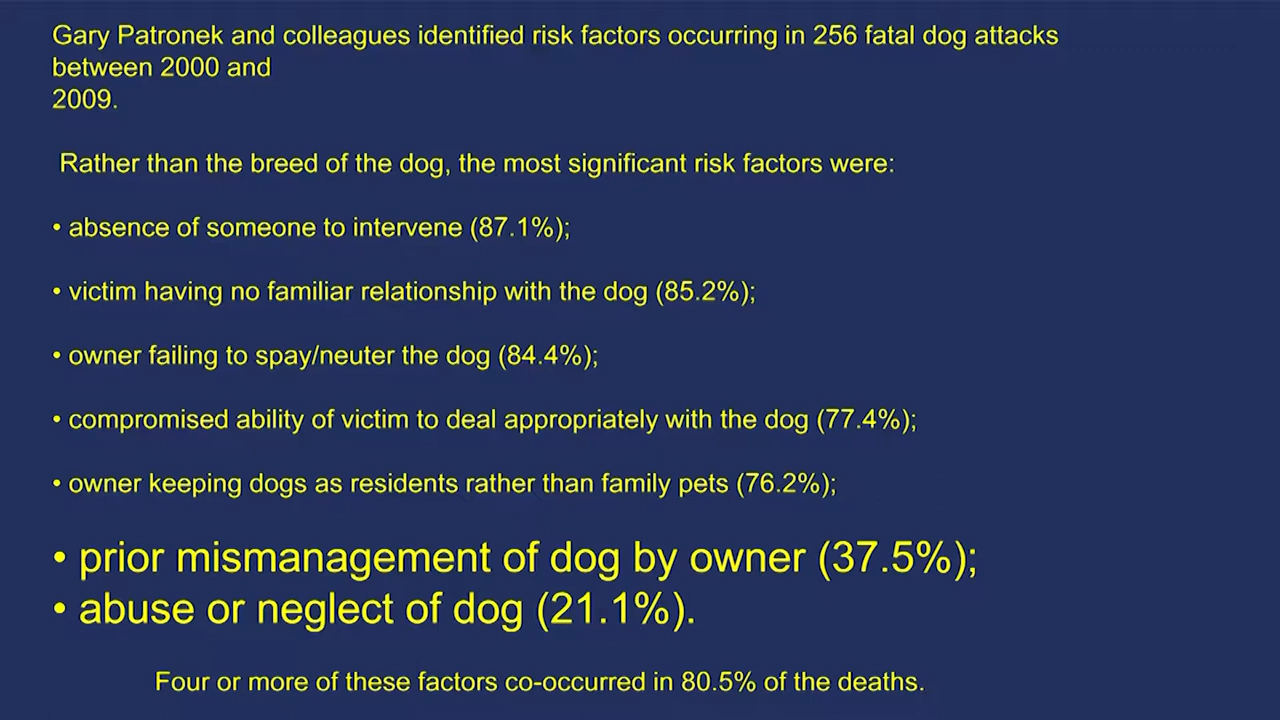 Gary Patronek and colleagues identified risk factors occurring in 256 fatal dog attacks
between 2000 and
2009.
Rather than the breed of the dog, the most significant risk factors were:
• absence of someone to intervene (87.1%);
• victim having no familiar relationship with the dog (85.2%);
• owner failing to spay/neuter the dog (84.4%);
• compromised ability of victim to deal appropriately with the dog (77.4%);
• owner keeping dogs as residents rather than family pets (76.2%);
• prior mismanagement of dog by owner (37.5%);
• abuse or neglect of dog (21.1%).
Four or more of these factors co-occurred in 80.5% of the deaths.